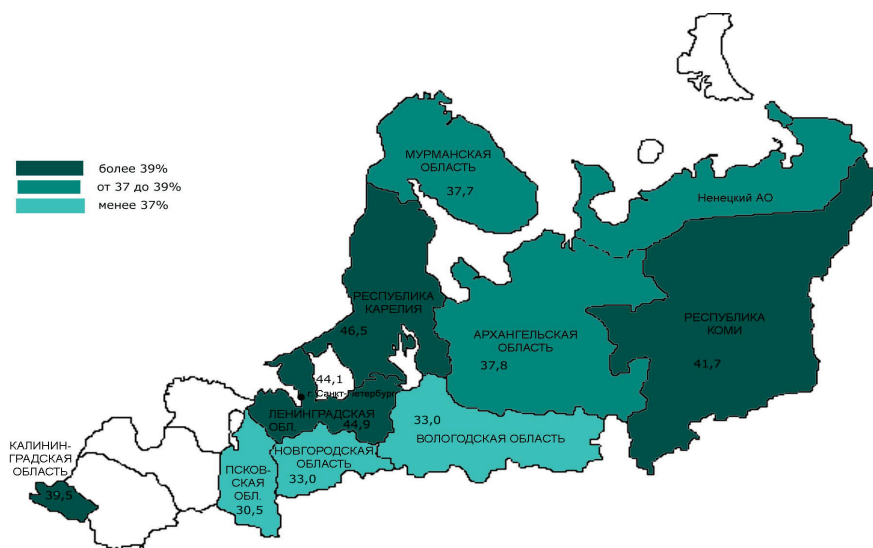 более 39%
от 37 до 39%
менее 37%
МУРМАНСКАЯ
ОБЛАСТЬ
37,7
Ненецкий АО
РЕСПУБЛИКА
КАРЕЛИЯ
46,5
АРХАНГЕЛЬСКАЯ
ОБЛАСТЬ
37,8
РЕСПУБЛИКА
КОМИ
41,7
44,1
г. Санкт-Петербург
ЛЕНИНГРАДСКАЯ
ОБЛ.
44,9
33,0
ВОЛОГОДСКАЯ ОБЛАСТЬ
НОВГОРОДСКАЯ
ОБЛАСТЬ
33,0
ПСКОВ-
СКАЯ
ОБЛ.
30,5
КАЛИНИН-
ГРАДСКАЯ
ОБЛАСТЬ
39,5